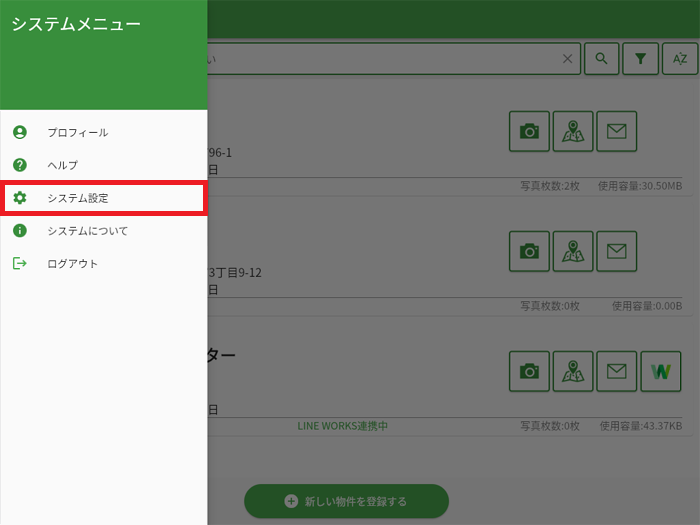 システムメニュー
い
AZ
プロフィール
ヘルプ
システム設定
システムについて
ログアウト
96-1
日
写真枚数:2枚 使用容量:30.50MB
3丁目9-12
日
写真枚数:0枚 使用容量:0.00B
ター
日
LINE WORKS連携中
写真枚数:0枚 使用容量:43.37KB
W
新しい物件を登録する